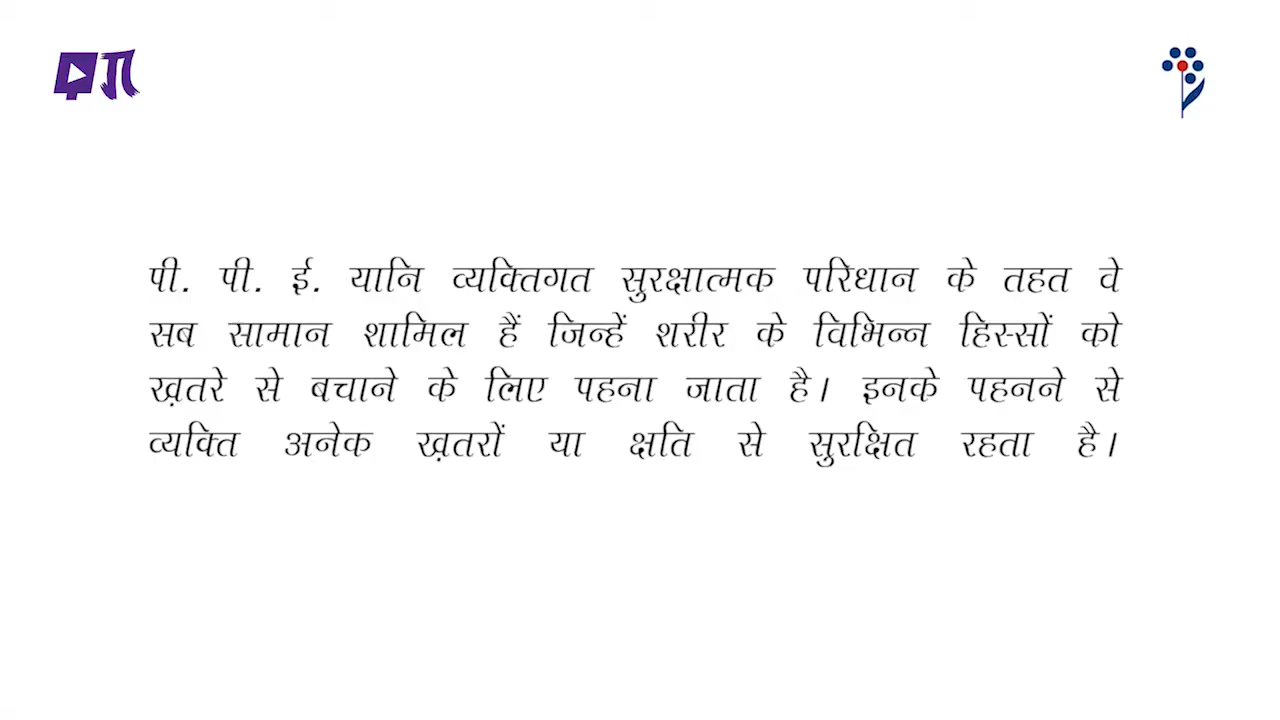 पी. पी. ई. यानि व्यक्तिगत सुरक्षात्मक परिधान के तहत वे
सब सामान शामिल हैं जिन्हें शरीर के विभिन्न हिस्सों को
ख़तरे से बचाने के लिए पहना जाता है। इनके पहनने से
व्यक्ति अनेक ख़तरों या क्षति से सुरक्षित रहता है।